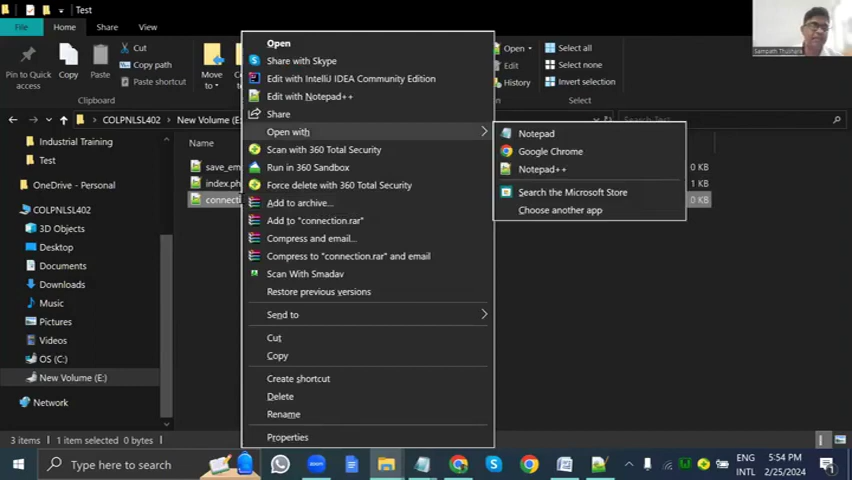 Test
File
Home
Share
View
Pin to Quick
access
Copy
Paste
Cut
Copy path
Paste shortcut
Clipboard
Move
to
Open
Edit
History
Select all
Select none
Invert selection
Select
Sampath Thushara
COLPNLSL402
New Volume (E:)
Industrial Training
Test
OneDrive - Personal
COLPNLSL402
3D Objects
Desktop
Documents
Downloads
Music
Pictures
Videos
OS (C:)
New Volume (E:)
Network
Name
save_em
index.ph
connecti
0 KB
1 KB
0 KB
Open
Share with Skype
Edit with IntelliJ IDEA Community Edition
Edit with Notepad++
Share
Open with
Scan with 360 Total Security
Run in 360 Sandbox
Force delete with 360 Total Security
Add to archive...
Add to "connection.rar"
Compress and email...
Compress to "connection.rar" and email
Scan With Smadav
Restore previous versions
Send to
Cut
Copy
Create shortcut
Delete
Rename
Properties
Notepad
Google Chrome
Notepad++
Search the Microsoft Store
Choose another app
3 items
1 item selected 0 bytes
Type here to search
ENG
INTL
5:54 PM
2/25/2024